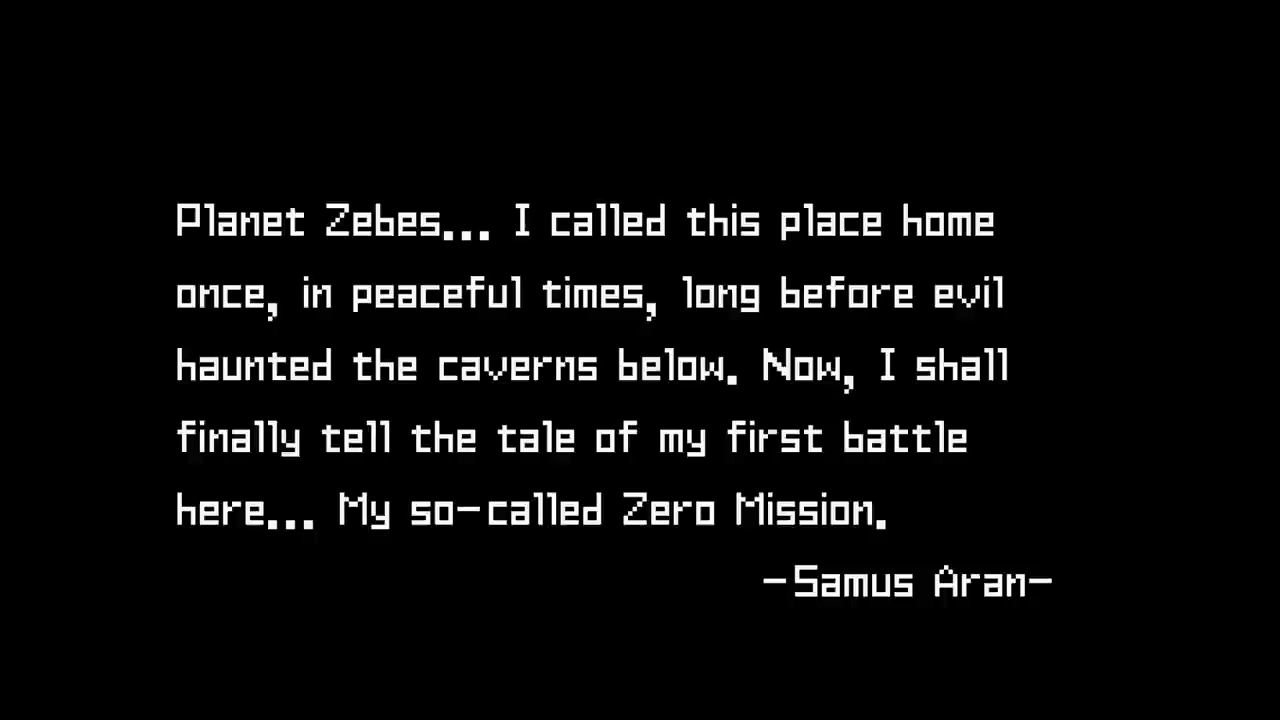 Planet Zebes... I called this place home
once, in peaceful times, long before evil
haunted the caverns below. Now, I shall
finally tell the tale of my first battle
here... My so-called Zero Mission.
-Samus Aran-